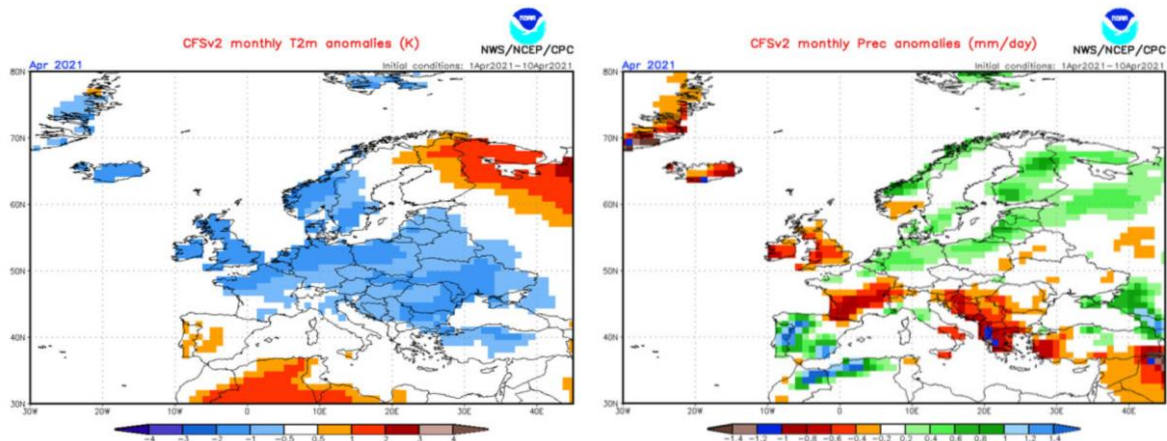 NOAA
CFSv2 monthly T2m anomalies (K)
NWS/NCEP/CPC
Apr 2021
Initial conditions: 1Apr2021-10Apr2021
80N
70N
60N
50N
40N
30N
30W 20W 10W 0 10E 20E 30E 40E
-4 -3 -2 -1 -0.5 0.5 1 2 3 4
NOAA
CFSv2 monthly Prec anomalies (mm/day)
NWS/NCEP/CPC
Apr 2021
Initial conditions: 1Apr2021-10Apr2021
80N
70N
60N
50N
40N
30N
30W 20W 10W 0 10E 20E 30E 40E
-1.4 -1.2 -1 -0.8 -0.6 -0.4 -0.2 0.2 0.4 0.6 0.8 1 1.2 1.4